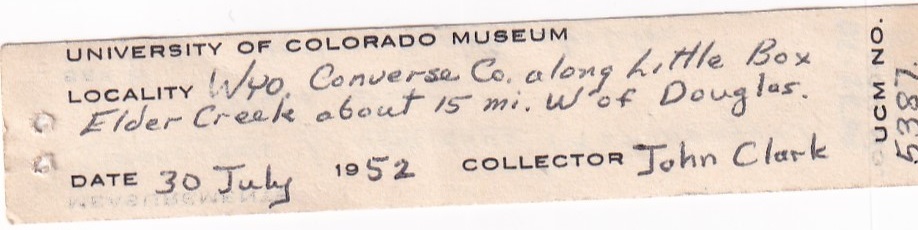 UNIVERSITY OF COLORADO MUSEUM
LOCALITY Wyo. Converse Co. along Little Box
Elder Creek about 15 mi. W of Douglas.
DATE 30 July 1952 COLLECTOR John Clark
UCM NO.
5387.